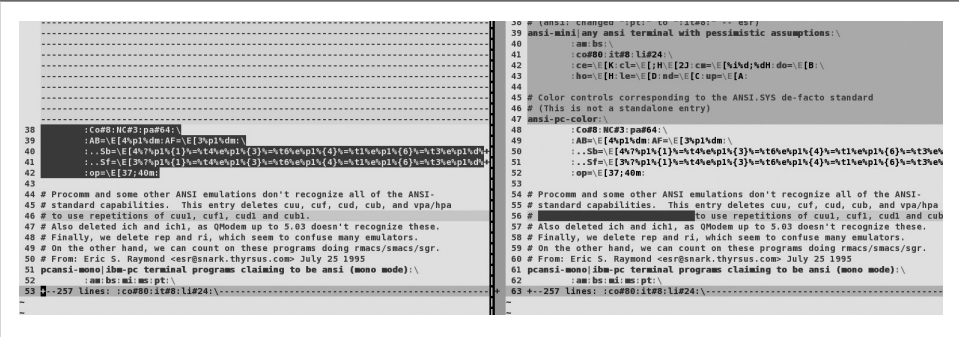 38        :Co#8:NC#3:pa#64:\
39        :AB=\E[4%p1%dm:AF=\E[3%p1%dm:\
40        :..Sb=\E[4%?%p1%{1}%=%t4%e%p1%{3}%=%t6%e%p1%{4}%=%t1%e%p1%{6}%=%t3%e%p1%d%+
41        :..Sf=\E[3%?%p1%{1}%=%t4%e%p1%{3}%=%t6%e%p1%{4}%=%t1%e%p1%{6}%=%t3%e%p1%d%+
42        :op=\E[37;40m:
43
44 # Procomm and some other ANSI emulations don't recognize all of the ANSI-
45 # standard capabilities.  This entry deletes cuu, cuf, cud, cub, and vpa/hpa
46 # to use repetitions of cuu1, cuf1, cud1 and cub1.
47 # Also deleted ich and ich1, as QModem up to 5.03 doesn't recognize these.
48 # Finally, we delete rep and ri, which seem to confuse many emulators.
49 # On the other hand, we can count on these programs doing rmacs/smacs/sgr.
50 # From: Eric S. Raymond <esr@snark.thyrsus.com> July 25 1995
51 pcansi-mono|ibm-pc terminal programs claiming to be ansi (mono mode):\
52        :am:bs:mi:ms:pt:\
53 +--257 lines: :co#80:it#8:li#24:\
~
~
38 # (ansi: changed ":pt:" to ":it#8:" -- esr)
39 ansi-mini|any ansi terminal with pessimistic assumptions:\
40        :am:bs:\
41        :co#80:it#8:li#24:\
42        :ce=\E[K:cl=\E[;H\E[2J:cm=\E[%i%d;%dH:do=\E[B:\
43        :ho=\E[H:le=\E[D:nd=\E[C:up=\E[A:
44
45 # Color controls corresponding to the ANSI.SYS de-facto standard
46 # (This is not a standalone entry)
47 ansi-pc-color:\
48        :Co#8:NC#3:pa#64:\
49        :AB=\E[4%p1%dm:AF=\E[3%p1%dm:\
50        :..Sb=\E[4%?%p1%{1}%=%t4%e%p1%{3}%=%t6%e%p1%{4}%=%t1%e%p1%{6}%=%t3%e%
51        :..Sf=\E[3%?%p1%{1}%=%t4%e%p1%{3}%=%t6%e%p1%{4}%=%t1%e%p1%{6}%=%t3%e%
52        :op=\E[37;40m:
53
54 # Procomm and some other ANSI emulations don't recognize all of the ANSI-
55 # standard capabilities.  This entry deletes cuu, cuf, cud, cub, and vpa/hpa
56 # to use repetitions of cuu1, cuf1, cud1 and cub
57 # Also deleted ich and ich1, as QModem up to 5.03 doesn't recognize these.
58 # Finally, we delete rep and ri, which seem to confuse many emulators.
59 # On the other hand, we can count on these programs doing rmacs/smacs/sgr.
60 # From: Eric S. Raymond <esr@snark.thyrsus.com> July 25 1995
61 pcansi-mono|ibm-pc terminal programs claiming to be ansi (mono mode):\
62        :am:bs:mi:ms:pt:\
+ 63 +--257 lines: :co#80:it#8:li#24:\
~
~